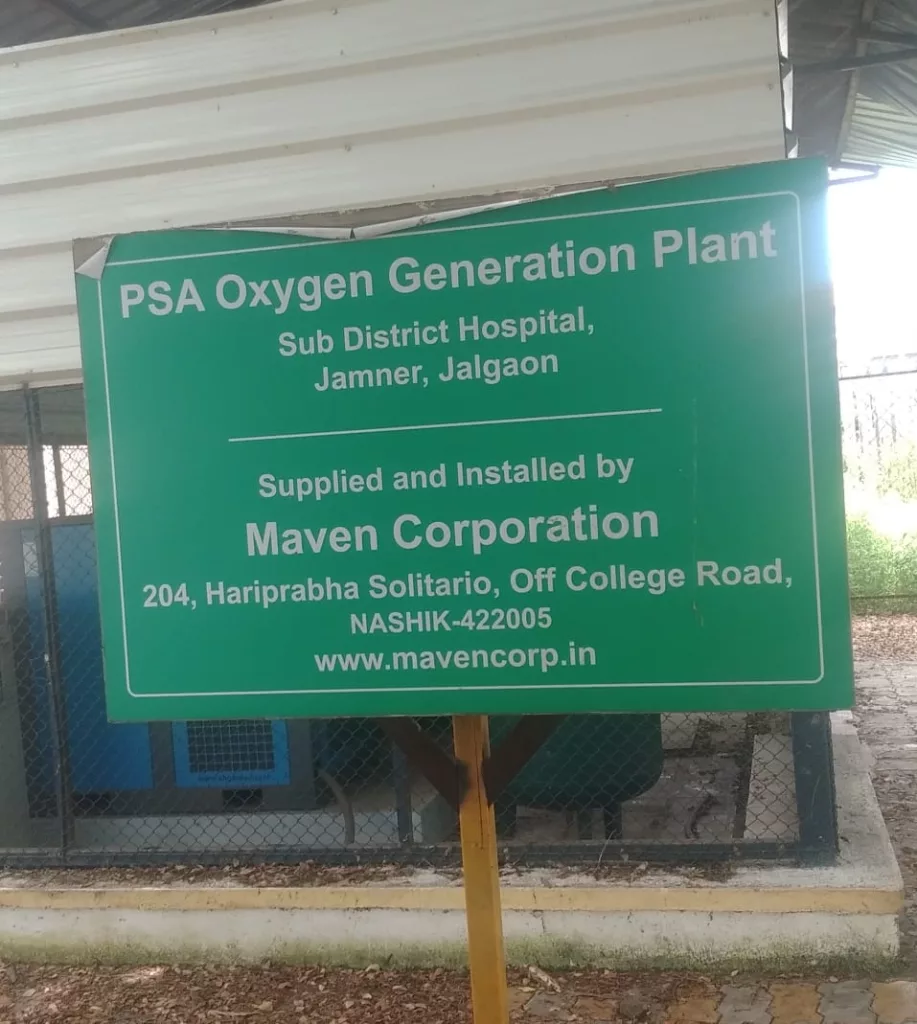 PSA Oxygen Generation Plant
Sub District Hospital,
Jamner, Jalgaon
Supplied and Installed by
Maven Corporation
204, Hariprabha Solitario, Off College Road,
NASHIK-422005
www.mavencorp.in